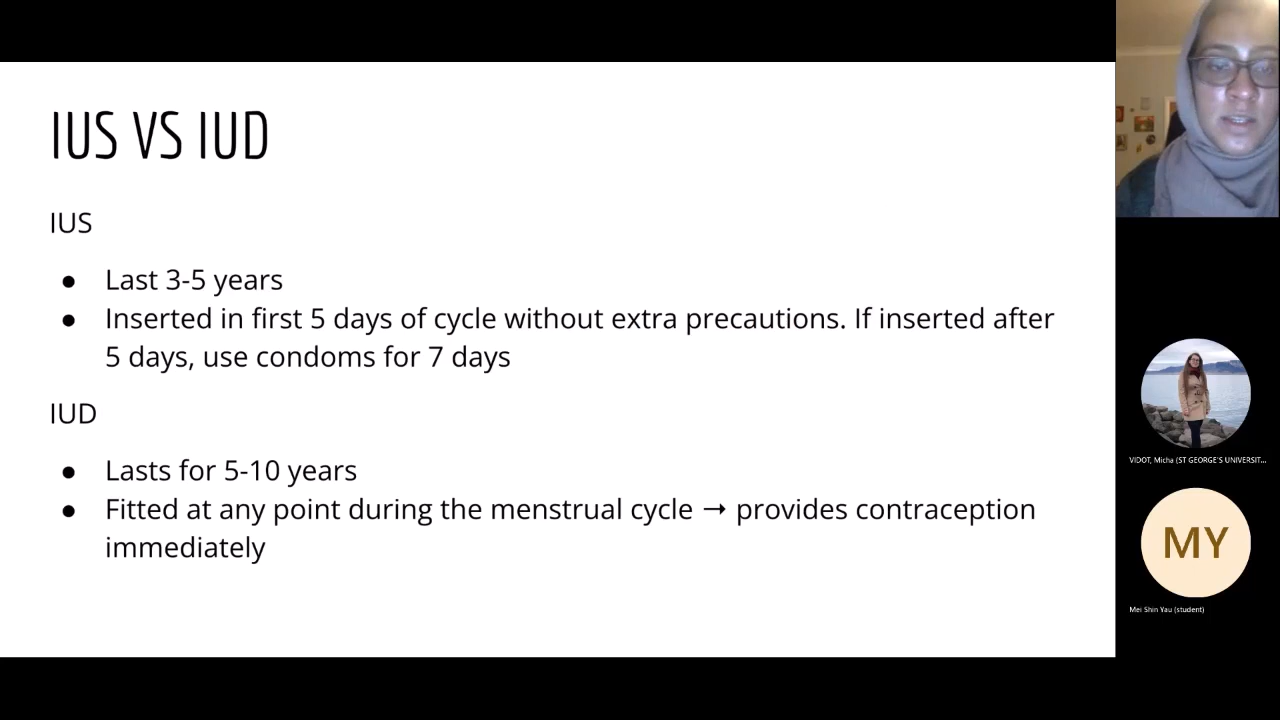 IUS VS IUD
IUS
● Last 3-5 years
● Inserted in first 5 days of cycle without extra precautions. If inserted after
5 days, use condoms for 7 days
IUD
● Lasts for 5-10 years
● Fitted at any point during the menstrual cycle → provides contraception
immediately
VIDOT, Micha (ST GEORGE'S UNIVERSIT...
MY
Mei Shin Yau (student)